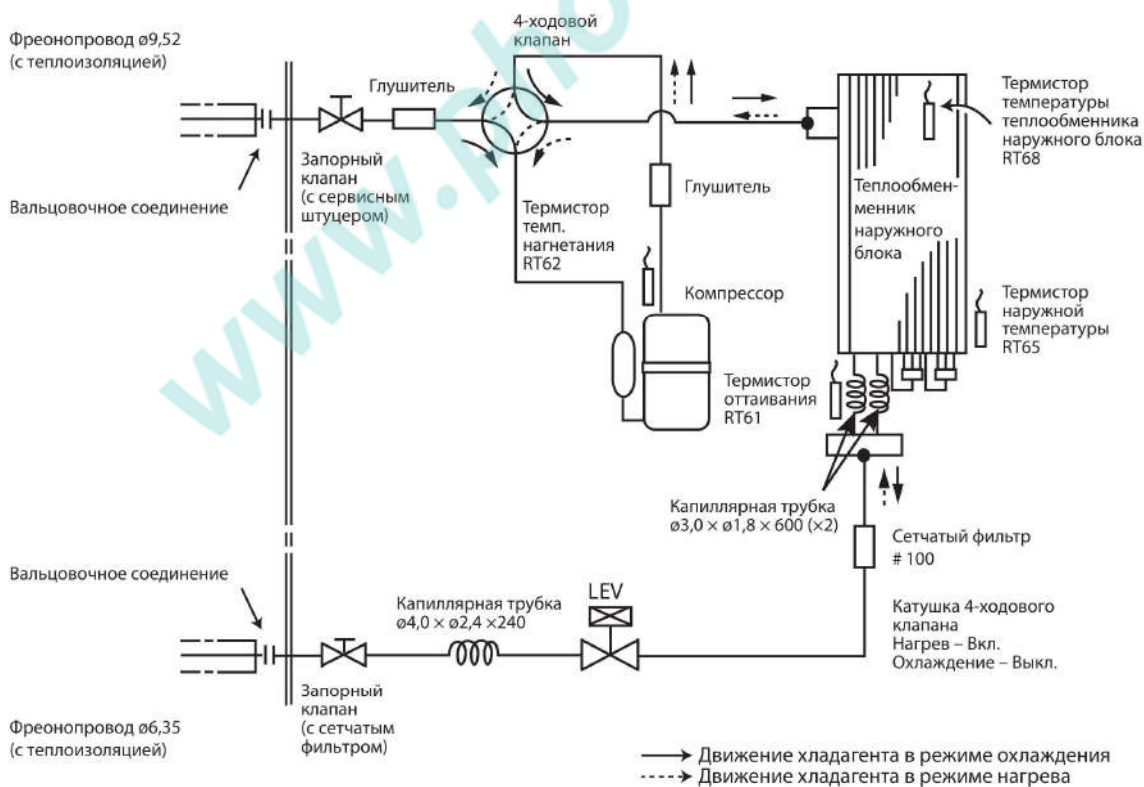 4-ходовой
клапан
Фреонопровод ø9,52
(с теплоизоляцией)
Глушитель
Термистор
температуры
теплообменника
наружного блока
RT68
Запорный
клапан
(с сервисным
штуцером)
Вальцовочное соединение
Термистор
темп.
нагнетания
RT62
Глушитель
Теплообмен-
менник
наружного
блока
Компрессор
Термистор
наружной
температуры
RT65
Термистор
оттаивания
RT61
Капиллярная трубка
ø3,0 × ø1,8 × 600 (×2)
Сетчатый фильтр
# 100
Вальцовочное соединение
Капиллярная трубка
ø4,0 × ø2,4 ×240
LEV
Катушка 4-ходового
клапана
Нагрев – Вкл.
Охлаждение – Выкл.
Запорный
клапан
(с сетчатым
фильтром)
Фреонопровод ø6,35
(с теплоизоляцией)
Движение хладагента в режиме охлаждения
Движение хладагента в режиме нагрева
www.pho